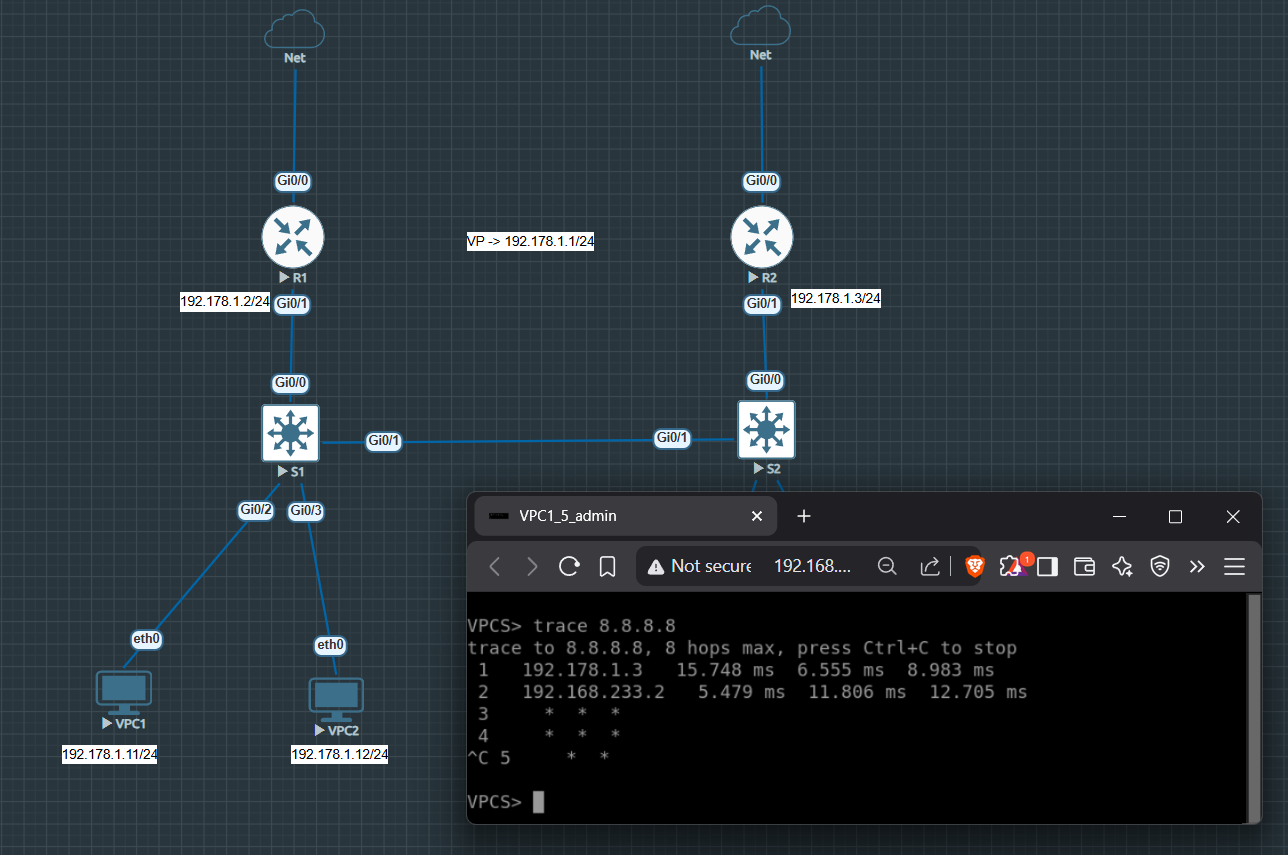 Net
Net
Gi0/0
Gi0/0
VP -> 192.178.1.1/24
R1
R2
192.178.1.2/24
Gi0/1
Gi0/1
192.178.1.3/24
Gi0/0
Gi0/0
Gi0/1
Gi0/1
S1
S2
Gi0/2
Gi0/3
eth0
eth0
VPC1
VPC2
192.178.1.11/24
192.178.1.12/24
VPC1_5_admin
Not secure
192.168....
1
VPCS> trace 8.8.8.8
trace to 8.8.8.8, 8 hops max, press Ctrl+C to stop
1 192.178.1.3 15.748 ms 6.555 ms 8.983 ms
2 192.168.233.2 5.479 ms 11.806 ms 12.705 ms
3 * * *
4 * * *
^C 5 * *
VPCS>